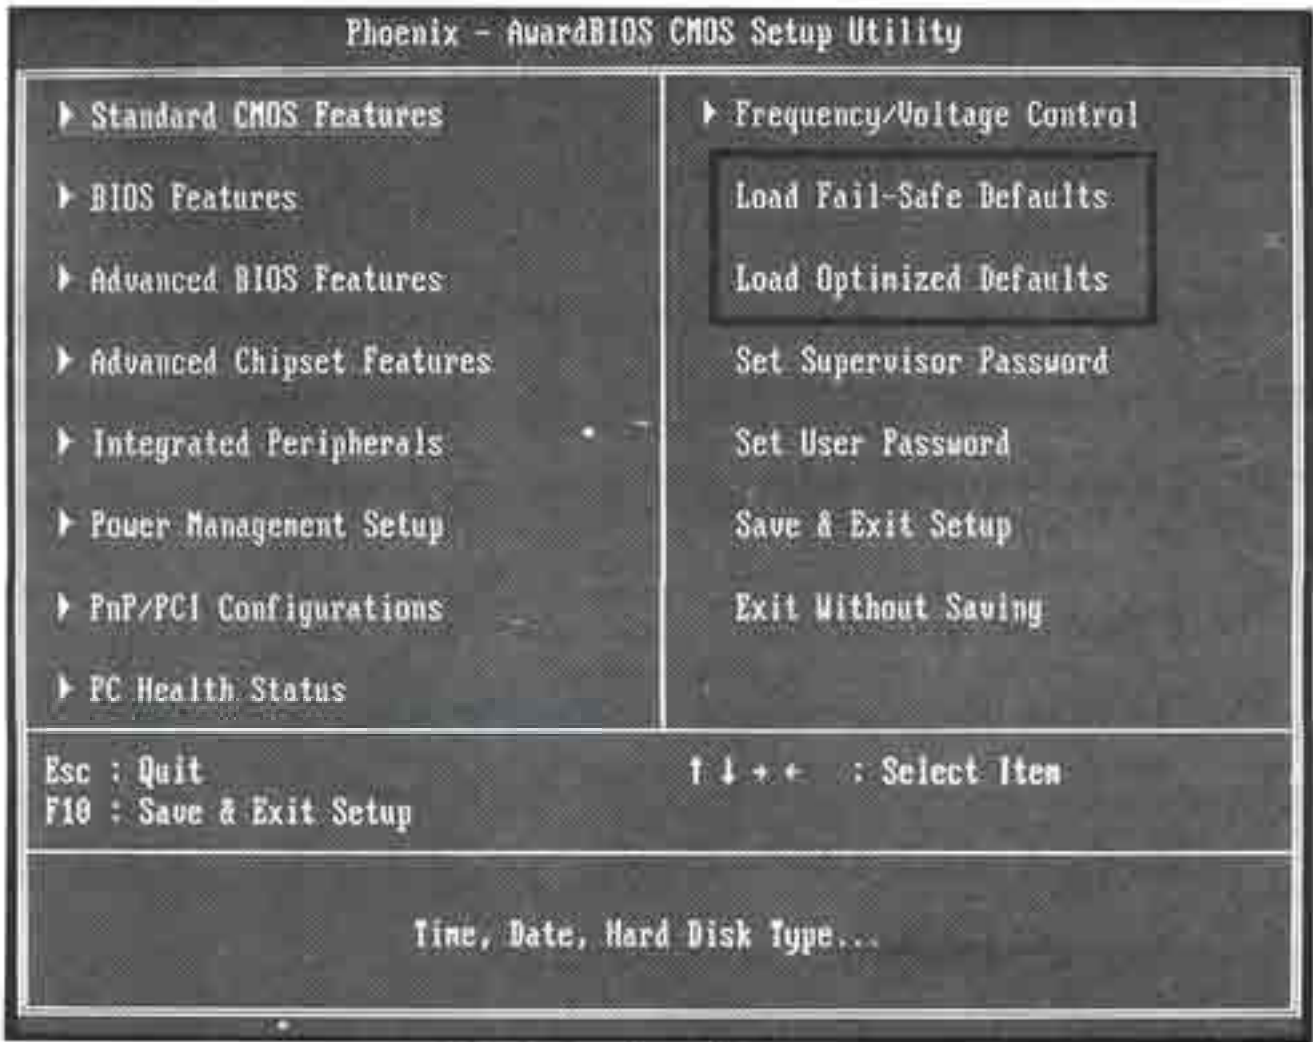 Phoenix - AwardBIOS CMOS Setup Utility
Standard CMOS Features
BIOS Features
Advanced BIOS Features
Advanced Chipset Features
Integrated Peripherals
Power Management Setup
PnP/PCI Configurations
PC Health Status
Frequency/Voltage Control
Load Fail-Safe Defaults
Load Optimized Defaults
Set Supervisor Password
Set User Password
Save & Exit Setup
Exit Without Saving
Esc : Quit
F10 : Save & Exit Setup
↑ ↓ → ← : Select Item
Time, Date, Hard Disk Type...